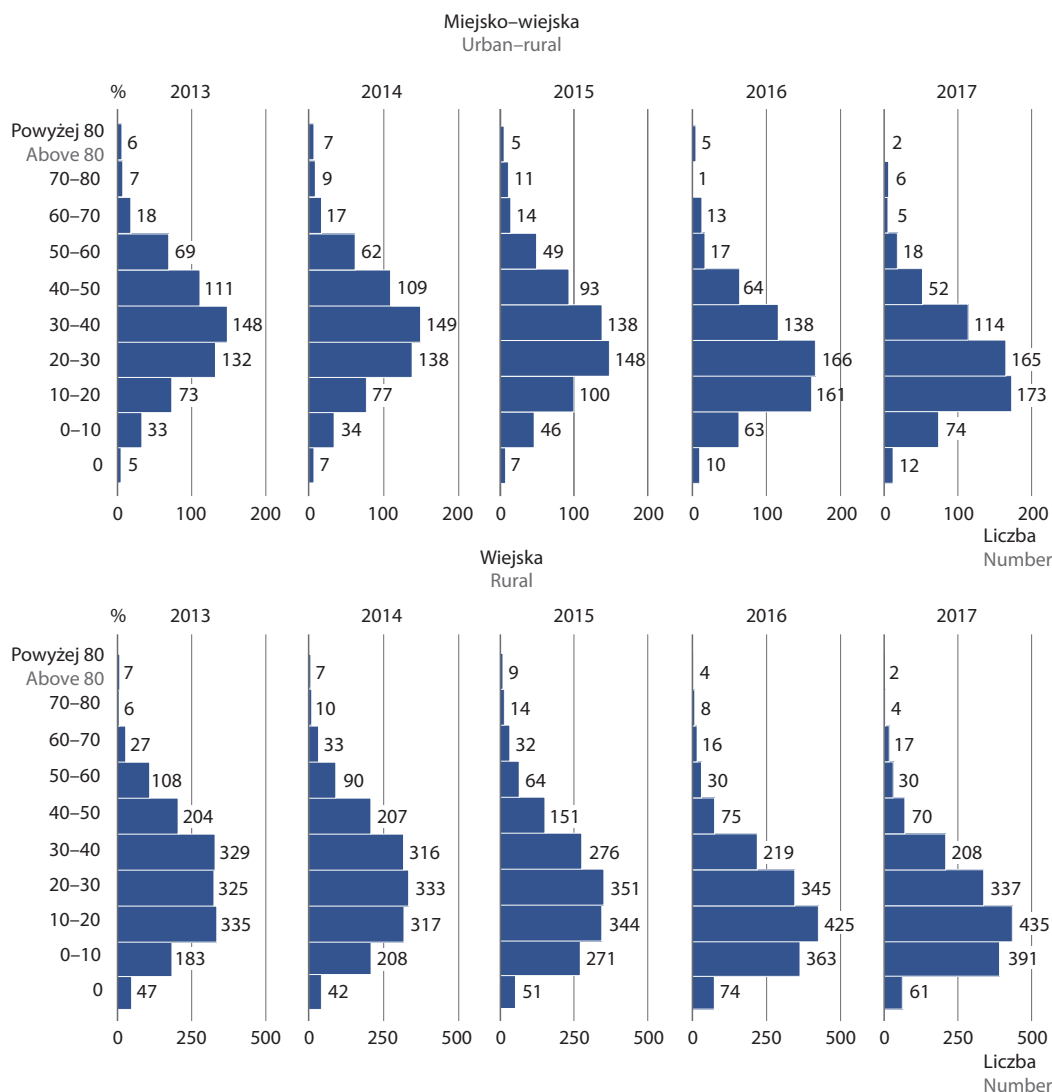 Miejsko–wiejska
Urban–rural
% 2013 2014 2015 2016 2017
Powyżej 80 6 7 5 5 2
Above 80
70–80 7 9 11 1 6
60–70 18 17 14 13 5
50–60 69 62 49 17 18
40–50 111 109 93 64 52
30–40 148 149 138 138 114
20–30 132 138 148 166 165
10–20 73 77 100 161 173
0–10 33 34 46 63 74
0 5 7 7 10 12
0 100 200 0 100 200 0 100 200 0 100 200 0 100 200
Liczba
Number
Wiejska
Rural
% 2013 2014 2015 2016 2017
Powyżej 80 7 7 9 4 2
Above 80
70–80 6 10 14 8 4
60–70 27 33 32 16 17
50–60 108 90 64 30 30
40–50 204 207 151 75 70
30–40 329 316 276 219 208
20–30 325 333 351 345 337
10–20 335 317 344 425 435
0–10 183 208 271 363 391
0 47 42 51 74 61
0 250 500 0 250 500 0 250 500 0 250 500 0 250 500
Liczba
Number